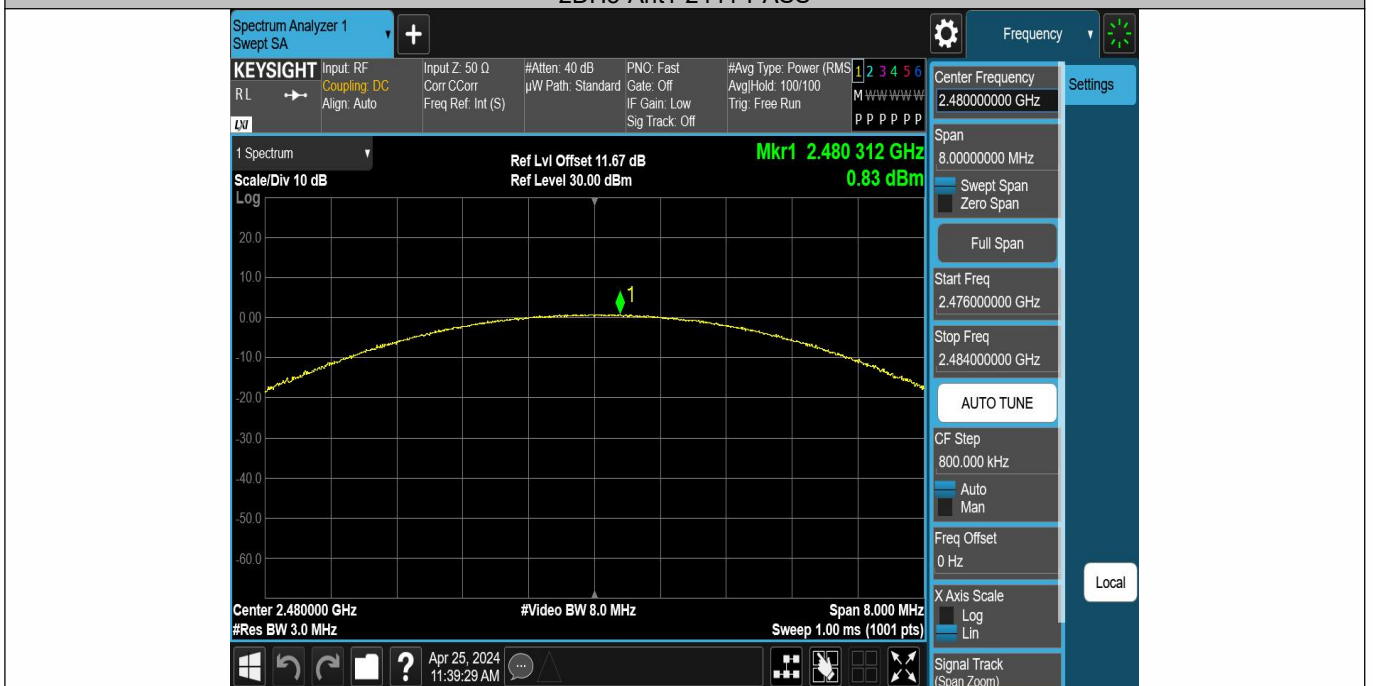 Spectrum Analyzer 1
Swept SA
+
Frequency
KEYSIGHT
R L
LXI
Input: RF
Coupling: DC
Align: Auto
Input Z: 50 Ω
Corr CCorr
Freq Ref: Int (S)
#Atten: 40 dB
µW Path: Standard
PNO: Fast
Gate: Off
IF Gain: Low
Sig Track: Off
#Avg Type: Power (RMS
Avg|Hold: 100/100
Trig: Free Run
1 2 3 4 5 6
M W W W W W
P P P P P P
Center Frequency
2.480000000 GHz
Settings
1 Spectrum
Scale/Div 10 dB
Log
Ref Lvl Offset 11.67 dB
Ref Level 30.00 dBm
Mkr1 2.480 312 GHz
0.83 dBm
Span
8.00000000 MHz
Swept Span
Zero Span
Full Span
Start Freq
2.476000000 GHz
Stop Freq
2.484000000 GHz
AUTO TUNE
CF Step
800.000 kHz
Auto
Man
Freq Offset
0 Hz
X Axis Scale
Log
Lin
Signal Track
(Span Zoom)
Local
20.0
10.0
1
0.00
-10.0
-20.0
-30.0
-40.0
-50.0
-60.0
Center 2.480000 GHz
#Res BW 3.0 MHz
#Video BW 8.0 MHz
Span 8.000 MHz
Sweep 1.00 ms (1001 pts)
?
Apr 25, 2024
11:39:29 AM